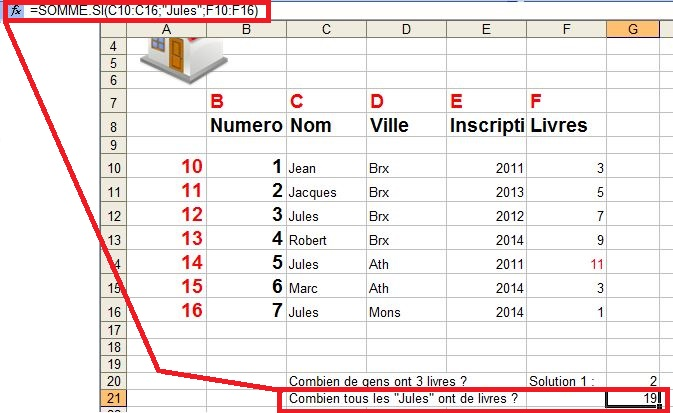 fx =SOMME.SI(C10:C16;"Jules";F10:F16)
A B C D E F G
4
5
6
7 B C D E F
8 Numero Nom Ville Inscripti Livres
9
10 10 1 Jean Brx 2011 3
11 11 2 Jacques Brx 2013 5
12 12 3 Jules Brx 2012 7
13 13 4 Robert Brx 2014 9
4 14 5 Jules Ath 2011 11
15 15 6 Marc Ath 2014 3
16 16 7 Jules Mons 2014 1
17
18
19
20 Combien de gens ont 3 livres ? Solution 1 : 2
21 Combien tous les "Jules" ont de livres ? 19